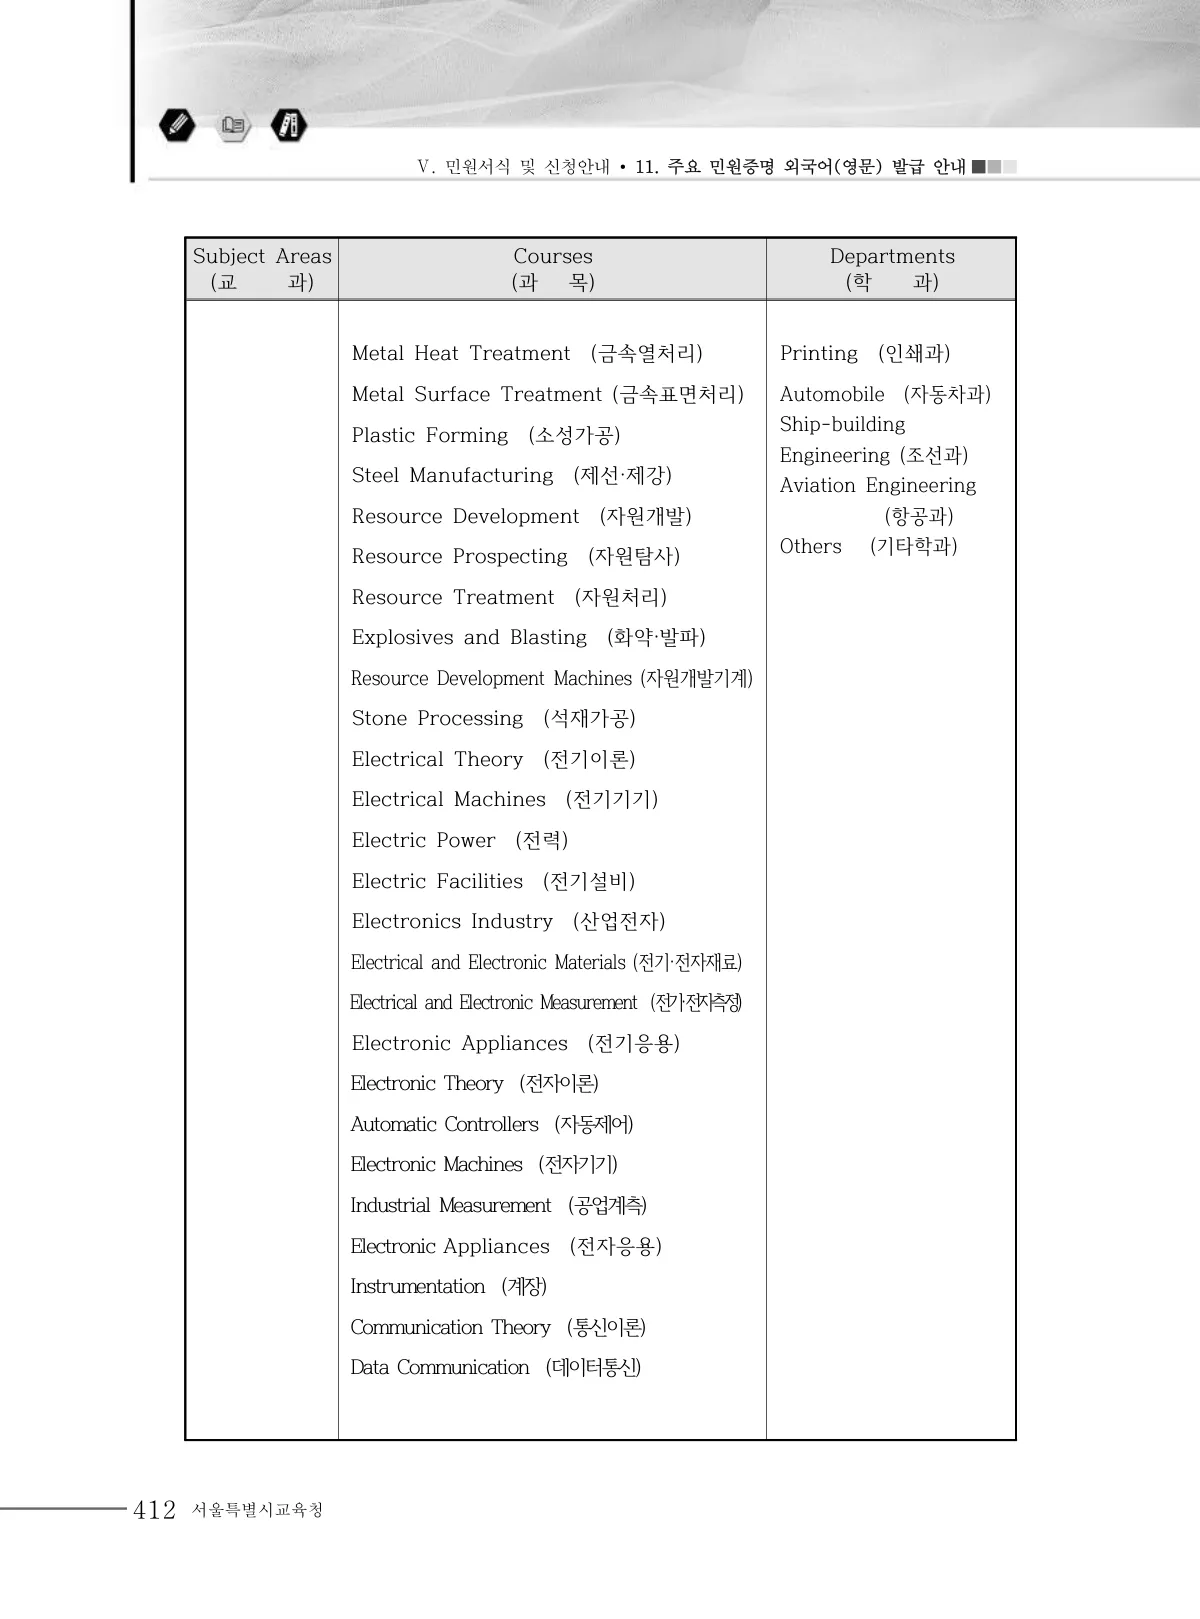 Ⅴ. 민원서식 및 신청안내 • 11. 주요 민원증명 외국어(영문) 발급 안내
Subject Areas
(교 과)
Courses
(과 목)
Departments
(학 과)
Metal Heat Treatment (금속열처리)
Metal Surface Treatment (금속표면처리)
Plastic Forming (소성가공)
Steel Manufacturing (제선·제강)
Resource Development (자원개발)
Resource Prospecting (자원탐사)
Resource Treatment (자원처리)
Explosives and Blasting (화약·발파)
Resource Development Machines (자원개발기계)
Stone Processing (석재가공)
Electrical Theory (전기이론)
Electrical Machines (전기기기)
Electric Power (전력)
Electric Facilities (전기설비)
Electronics Industry (산업전자)
Electrical and Electronic Materials (전기·전자재료)
Electrical and Electronic Measurement (전기·전자측정)
Electronic Appliances (전기응용)
Electronic Theory (전자이론)
Automatic Controllers (자동제어)
Electronic Machines (전자기기)
Industrial Measurement (공업계측)
Electronic Appliances (전자응용)
Instrumentation (계장)
Communication Theory (통신이론)
Data Communication (데이터통신)
Printing (인쇄과)
Automobile (자동차과)
Ship-building
Engineering (조선과)
Aviation Engineering
(항공과)
Others (기타학과)
412 서울특별시교육청